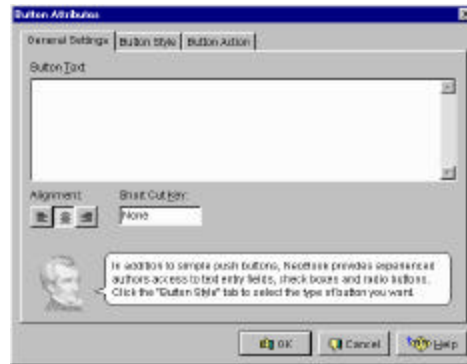 Button Attributes
General Settings Button Style Button Action
Button Text
Alignment: Short Cut Key:
None
In addition to simple push buttons, NeoBook provides experienced
authors access to text entry fields, check boxes and radio buttons.
Click the "Button Style" tab to select the type of button you want.
OK Cancel Help